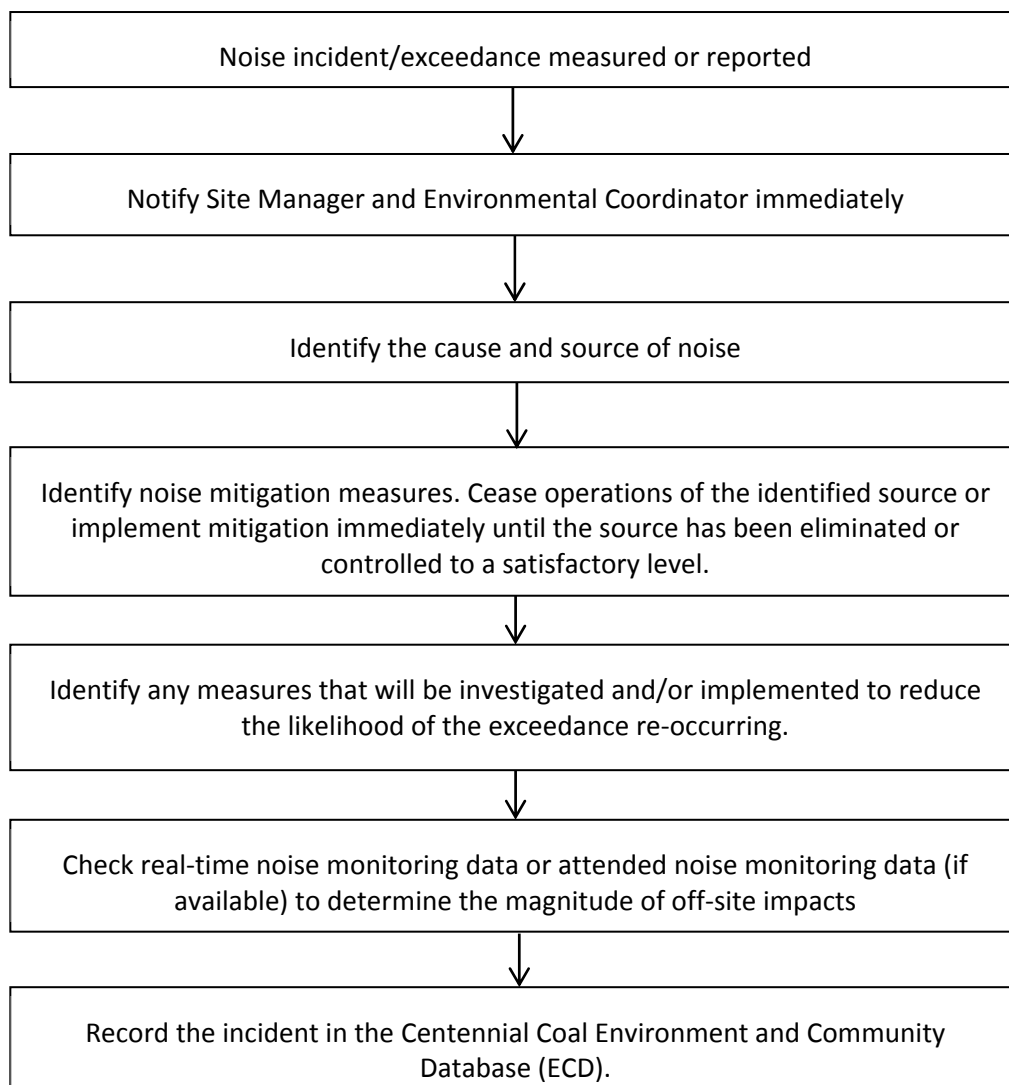 Noise incident/exceedance measured or reported
Notify Site Manager and Environmental Coordinator immediately
Identify the cause and source of noise
Identify noise mitigation measures. Cease operations of the identified source or
implement mitigation immediately until the source has been eliminated or
controlled to a satisfactory level.
Identify any measures that will be investigated and/or implemented to reduce
the likelihood of the exceedance re-occurring.
Check real-time noise monitoring data or attended noise monitoring data (if
available) to determine the magnitude of off-site impacts
Record the incident in the Centennial Coal Environment and Community
Database (ECD).